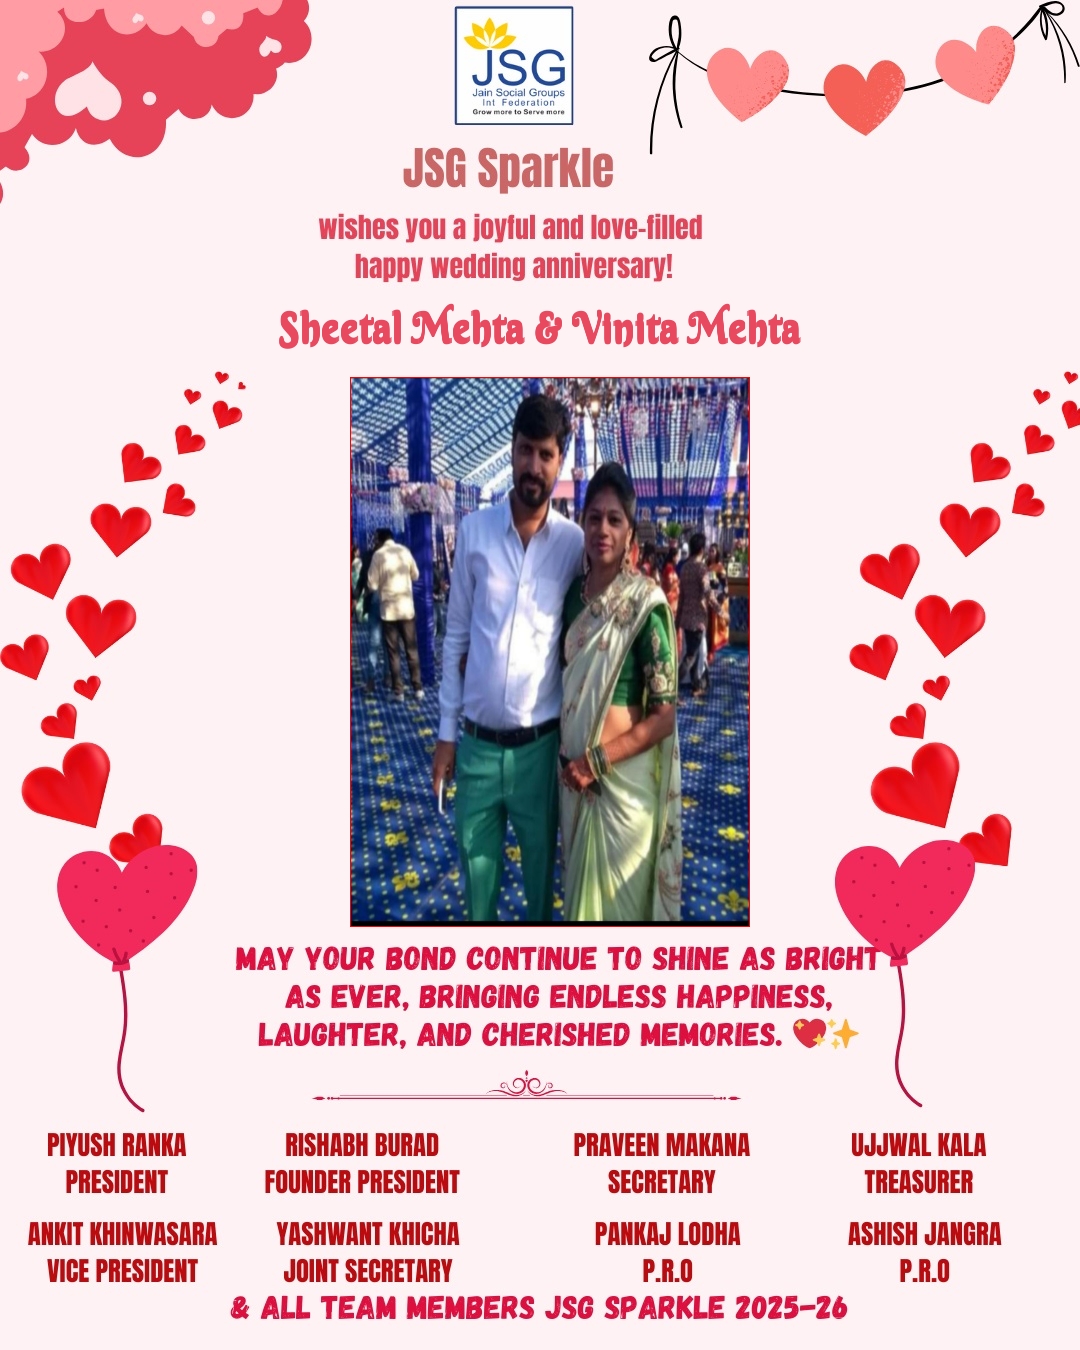 JSG
Jain Social Groups
Int Federation
Grow more to Serve more
JSG Sparkle
wishes you a joyful and love-filled
happy wedding anniversary!
Sheetal Mehta & Vinita Mehta
MAY YOUR BOND CONTINUE TO SHINE AS BRIGHT
AS EVER, BRINGING ENDLESS HAPPINESS,
LAUGHTER, AND CHERISHED MEMORIES. 💖✨
PIYUSH RANKA
PRESIDENT
RISHABH BURAD
FOUNDER PRESIDENT
PRAVEEN MAKANA
SECRETARY
UJJWAL KALA
TREASURER
ANKIT KHINWASARA
VICE PRESIDENT
YASHWANT KHICHA
JOINT SECRETARY
PANKAJ LODHA
P.R.O
ASHISH JANGRA
P.R.O
& ALL TEAM MEMBERS JSG SPARKLE 2025-26